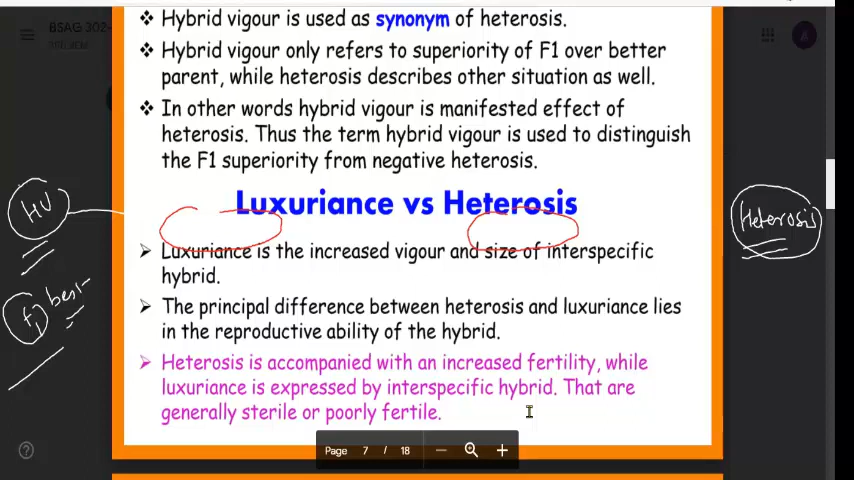 BSAG 302-
❖ Hybrid vigour is used as synonym of heterosis.
❖ Hybrid vigour only refers to superiority of F1 over better
parent, while heterosis describes other situation as well.
❖ In other words hybrid vigour is manifested effect of
heterosis. Thus the term hybrid vigour is used to distinguish
the F1 superiority from negative heterosis.
Luxuriance vs Heterosis
➢ Luxuriance is the increased vigour and size of interspecific
hybrid.
➢ The principal difference between heterosis and luxuriance lies
in the reproductive ability of the hybrid.
➢ Heterosis is accompanied with an increased fertility, while
luxuriance is expressed by interspecific hybrid. That are
generally sterile or poorly fertile.
HV
F1 best
Heterosis
Page 7 / 18
A